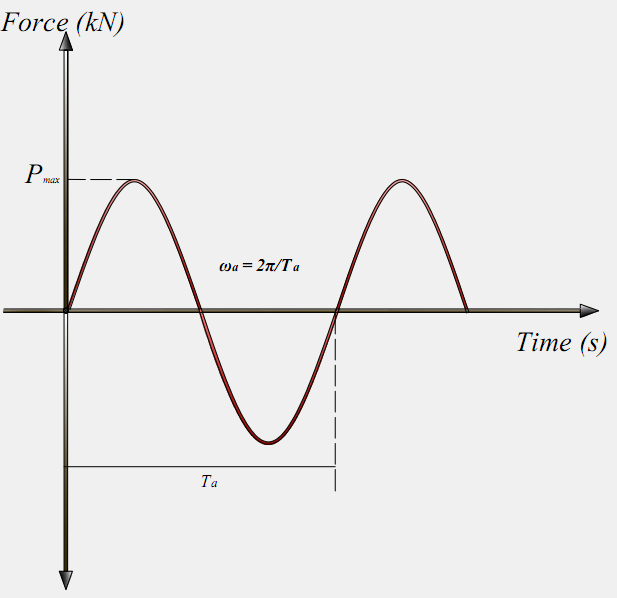 Force (kN)
Pmax
ωa = 2π/Ta
Time (s)
Ta